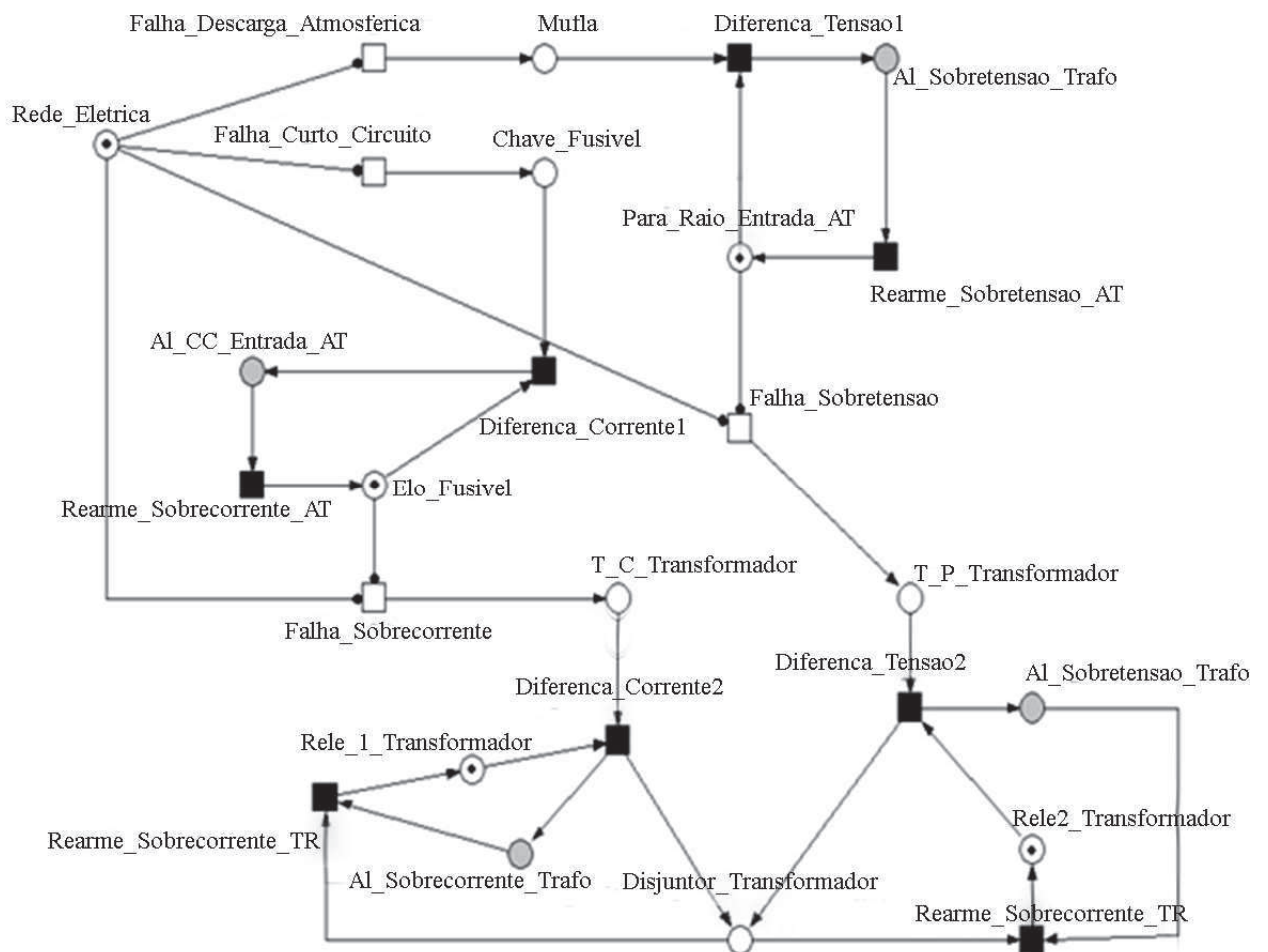 Falha_Descarga_Atmosferica
Mufla
Diferenca_Tensao1
Al_Sobretensao_Trafo
Rede_Eletrica
Falha_Curto_Circuito
Chave_Fusivel
Para_Raio_Entrada_AT
Rearme_Sobretensao_AT
Al_CC_Entrada_AT
Falha_Sobretensao
Diferenca_Corrente1
Elo_Fusivel
Rearme_Sobrecorrente_AT
T_C_Transformador
T_P_Transformador
Falha_Sobrecorrente
Diferenca_Tensao2
Al_Sobretensao_Trafo
Diferenca_Corrente2
Rele_1_Transformador
Rele2_Transformador
Rearme_Sobrecorrente_TR
Al_Sobrecorrente_Trafo
Disjuntor_Transformador
Rearme_Sobrecorrente_TR